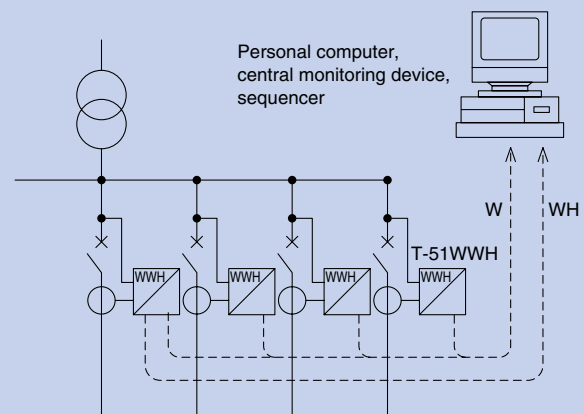 Personal computer,
central monitoring device,
sequencer
W
WH
T-51WWH
WWH
WWH
WWH
WWH